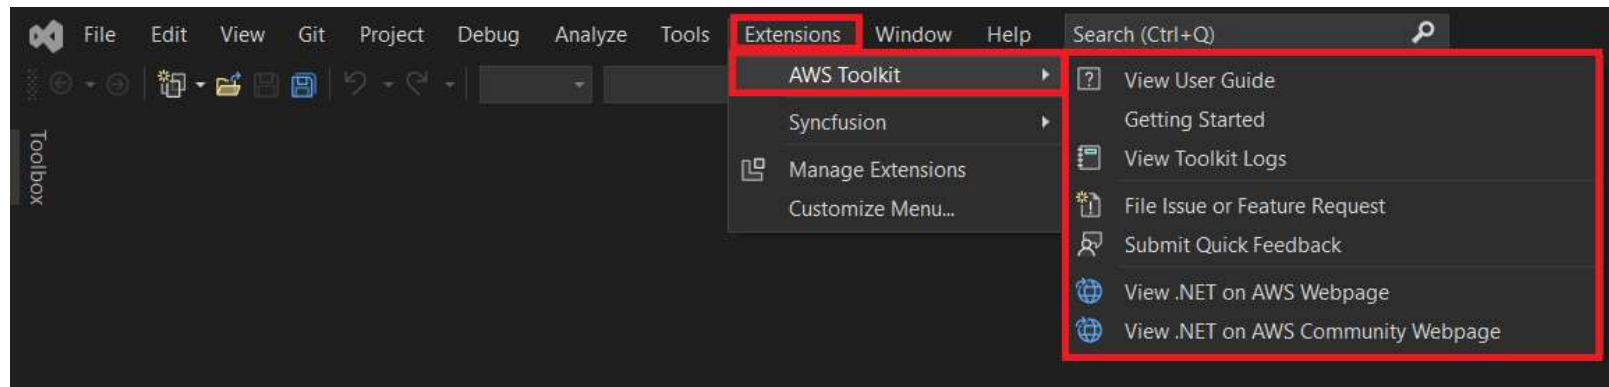 File Edit View Git Project Debug Analyze Tools Extensions Window Help Search (Ctrl+Q)
AWS Toolkit
Syncfusion
Manage Extensions
Customize Menu...
View User Guide
Getting Started
View Toolkit Logs
File Issue or Feature Request
Submit Quick Feedback
View .NET on AWS Webpage
View .NET on AWS Community Webpage
Toolbox